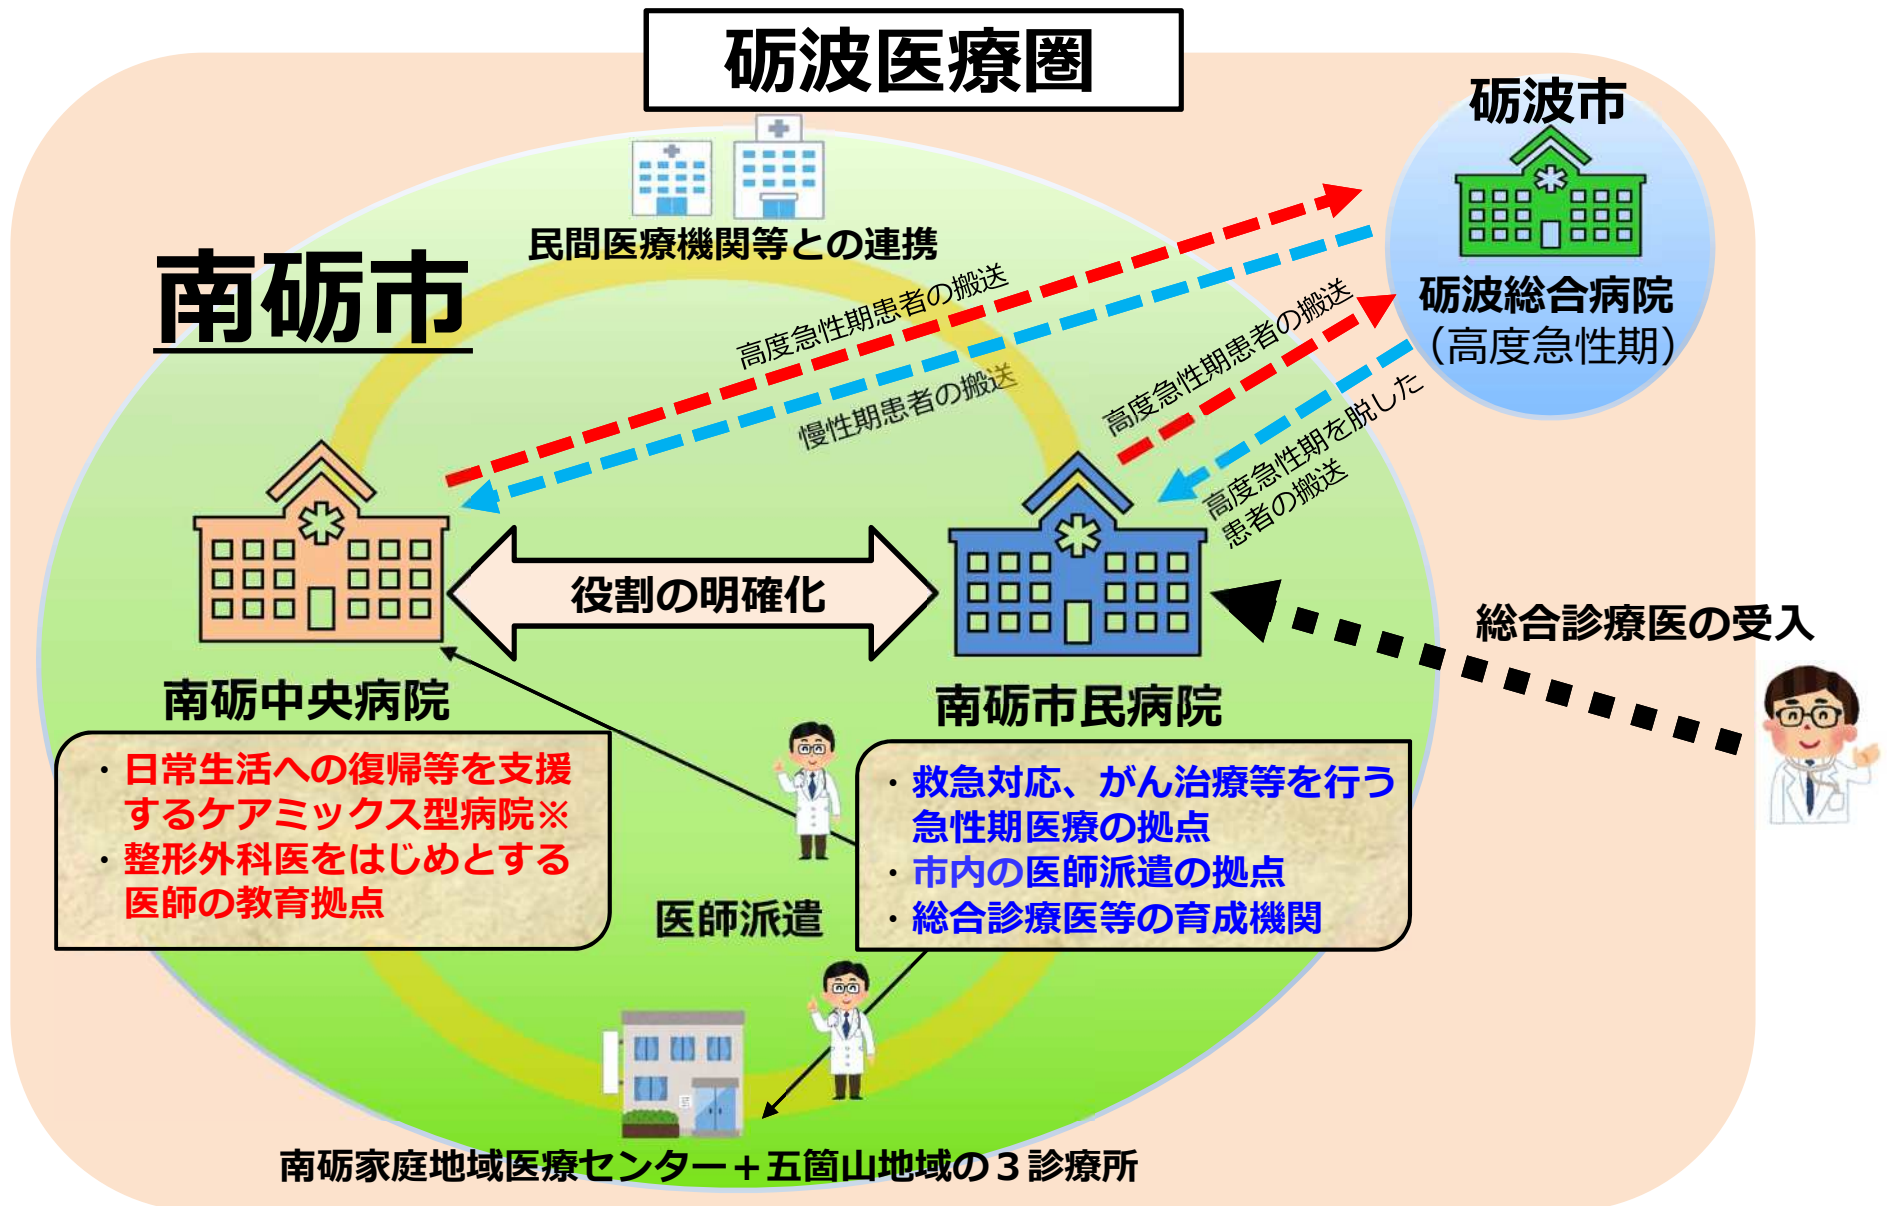 砺波医療圏
砺波市
砺波総合病院
（高度急性期）
民間医療機関等との連携
南砺市
高度急性期患者の搬送
慢性期患者の搬送
高度急性期患者の搬送
高度急性期を脱した
患者の搬送
役割の明確化
総合診療医の受入
南砺中央病院
・日常生活への復帰等を支援
するケアミックス型病院※
・整形外科医をはじめとする
医師の教育拠点
南砺市民病院
・救急対応、がん治療等を行う
急性期医療の拠点
・市内の医師派遣の拠点
・総合診療医等の育成機関
医師派遣
南砺家庭地域医療センター＋五箇山地域の３診療所